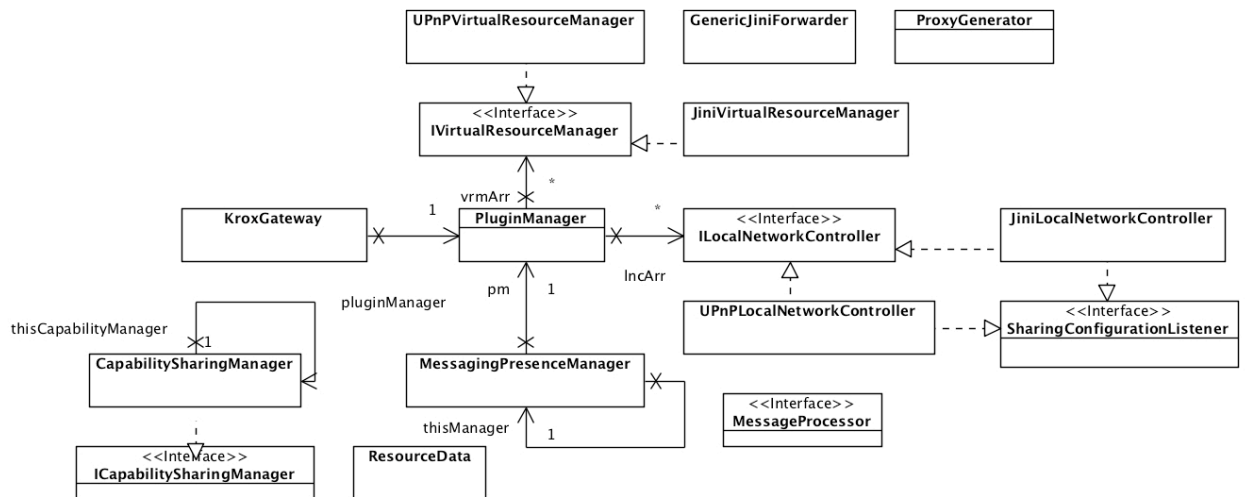 UPnPVirtualResourceManager
GenericJiniForwarder
ProxyGenerator
<<Interface>>
IVirtualResourceManager
JiniVirtualResourceManager
*
vrmArr
KroxGateway
1
PluginManager
*
<<Interface>>
ILocalNetworkController
JiniLocalNetworkController
lncArr
pluginManager
pm
1
thisCapabilityManager
1
UPnPLocalNetworkController
<<Interface>>
SharingConfigurationListener
CapabilitySharingManager
MessagingPresenceManager
<<Interface>>
MessageProcessor
thisManager
1
<<Interface>>
ICapabilitySharingManager
ResourceData